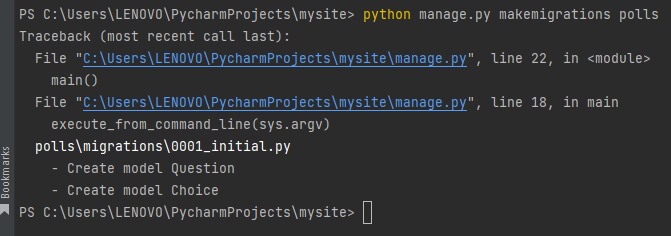 PS C:\Users\LENOVO\PycharmProjects\mysite> python manage.py makemigrations polls
Traceback (most recent call last):
  File "C:\Users\LENOVO\PycharmProjects\mysite\manage.py", line 22, in <module>
    main()
  File "C:\Users\LENOVO\PycharmProjects\mysite\manage.py", line 18, in main
    execute_from_command_line(sys.argv)
  polls\migrations\0001_initial.py
    - Create model Question
    - Create model Choice
PS C:\Users\LENOVO\PycharmProjects\mysite>
Bookmarks